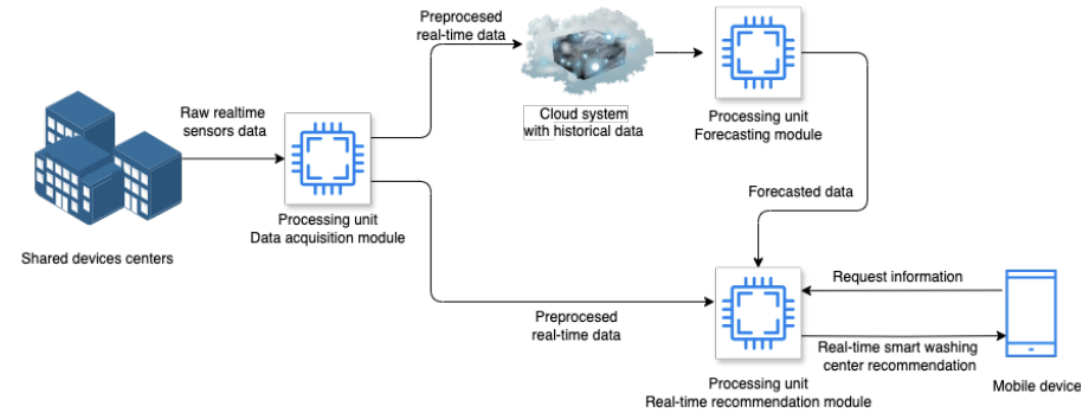 Preprocesed
real-time data
Raw realtime
sensors data
Cloud system
with historical data
Processing unit
Forecasting module
Forecasted data
Processing unit
Data acquisition module
Shared devices centers
Request information
Preprocesed
real-time data
Real-time smart washing
center recommendation
Processing unit
Real-time recommendation module
Mobile device